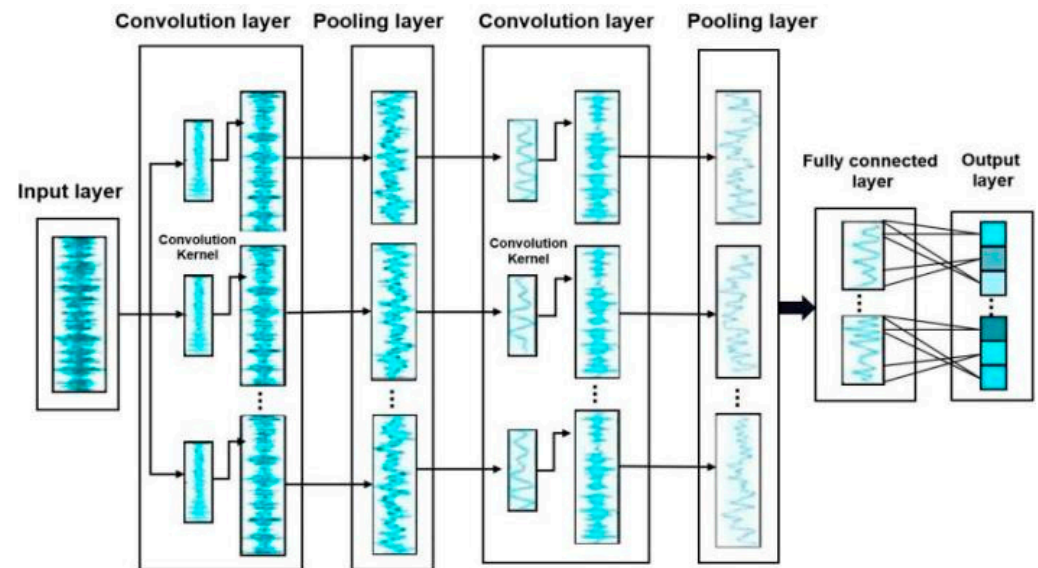 Convolution layer
Pooling layer
Convolution layer
Pooling layer
Input layer
Convolution
Kernel
Convolution
Kernel
Fully connected
layer
Output
layer